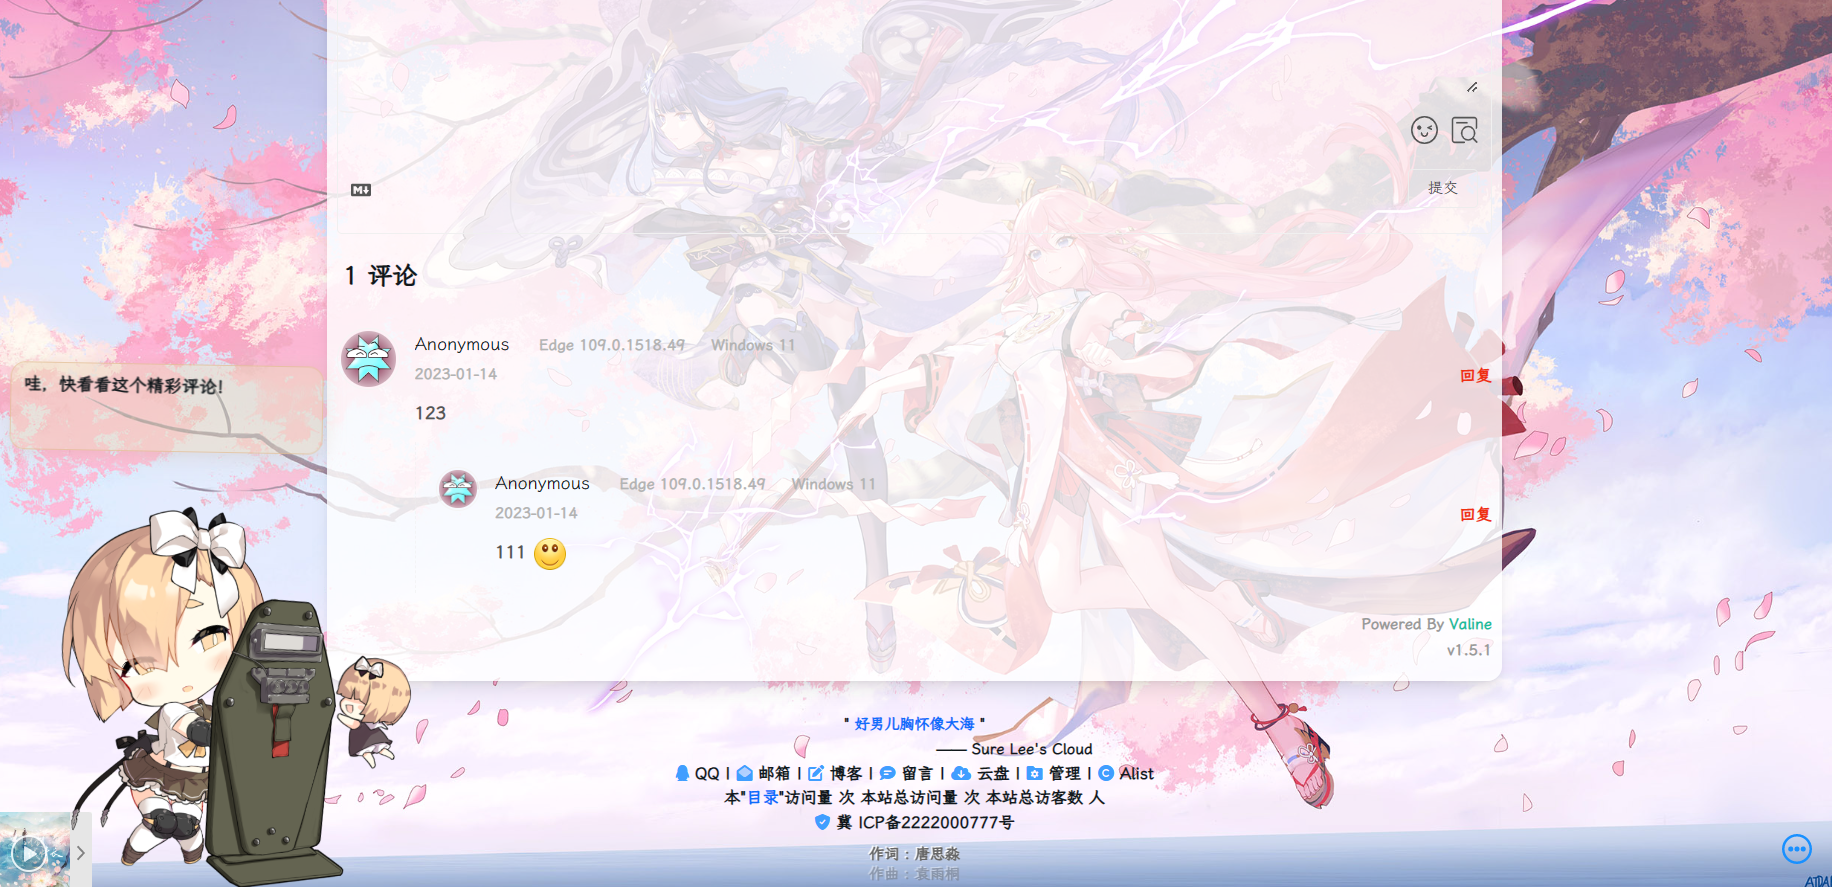 M↓
提交
1 评论
Anonymous Edge 109.0.1518.49 Windows 11
2023-01-14
回复
123
哇，快看看这个精彩评论！
Anonymous Edge 109.0.1518.49 Windows 11
2023-01-14
回复
111
Powered By Valine
v1.5.1
" 好男儿胸怀像大海 "
—— Sure Lee's Cloud
QQ | 邮箱 | 博客 | 留言 | 云盘 | 管理 | Alist
本"目录"访问量 次 本站总访问量 次 本站总访客数 人
冀 ICP备2222000777号
作词：唐思淼
作曲：袁雨桐